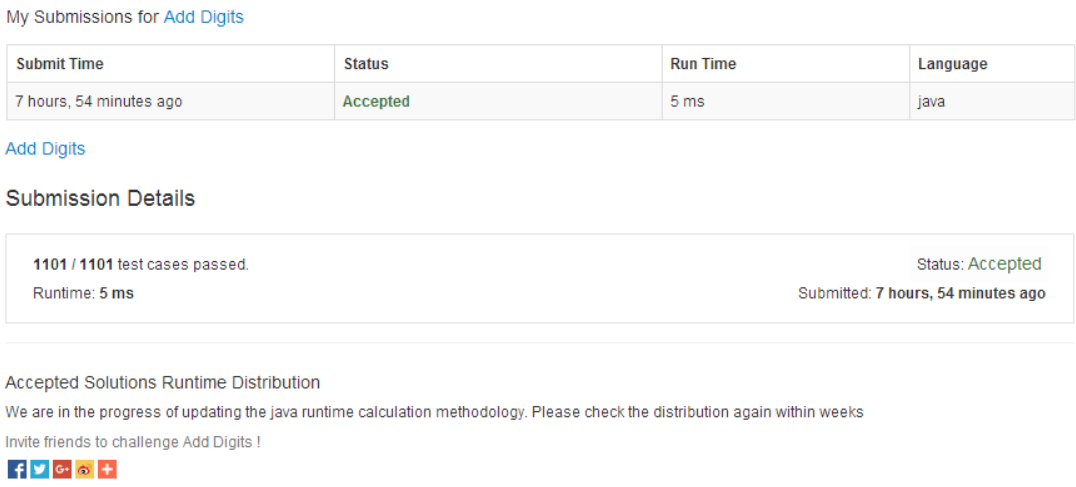 My Submissions for Add Digits
Submit Time Status Run Time Language
7 hours, 54 minutes ago Accepted 5 ms java
Add Digits
Submission Details
1101 / 1101 test cases passed. Status: Accepted
Runtime: 5 ms Submitted: 7 hours, 54 minutes ago
Accepted Solutions Runtime Distribution
We are in the progress of updating the java runtime calculation methodology. Please check the distribution again within weeks
Invite friends to challenge Add Digits !